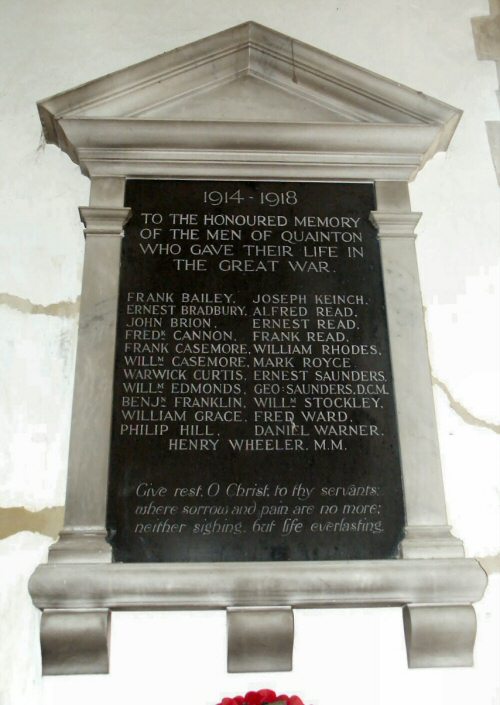 1914 - 1918
TO THE HONOURED MEMORY
OF THE MEN OF QUAINTON
WHO GAVE THEIR LIFE IN
THE GREAT WAR.
FRANK BAILEY. JOSEPH KEINCH.
ERNEST BRADBURY. ALFRED READ.
JOHN BRION. ERNEST READ.
FREDK CANNON. FRANK READ.
FRANK CASEMORE. WILLIAM RHODES.
WILLM CASEMORE. MARK ROYCE.
WARWICK CURTIS. ERNEST SAUNDERS.
WILLM EDMONDS. GEO: SAUNDERS, D.C.M.
BENJN FRANKLIN. WILLM STOCKLEY.
WILLIAM GRACE. FRED WARD.
PHILIP HILL. DANIEL WARNER.
HENRY WHEELER. M.M.
Give rest, O Christ, to thy servants:
where sorrow and pain are no more;
neither sighing, but life everlasting.